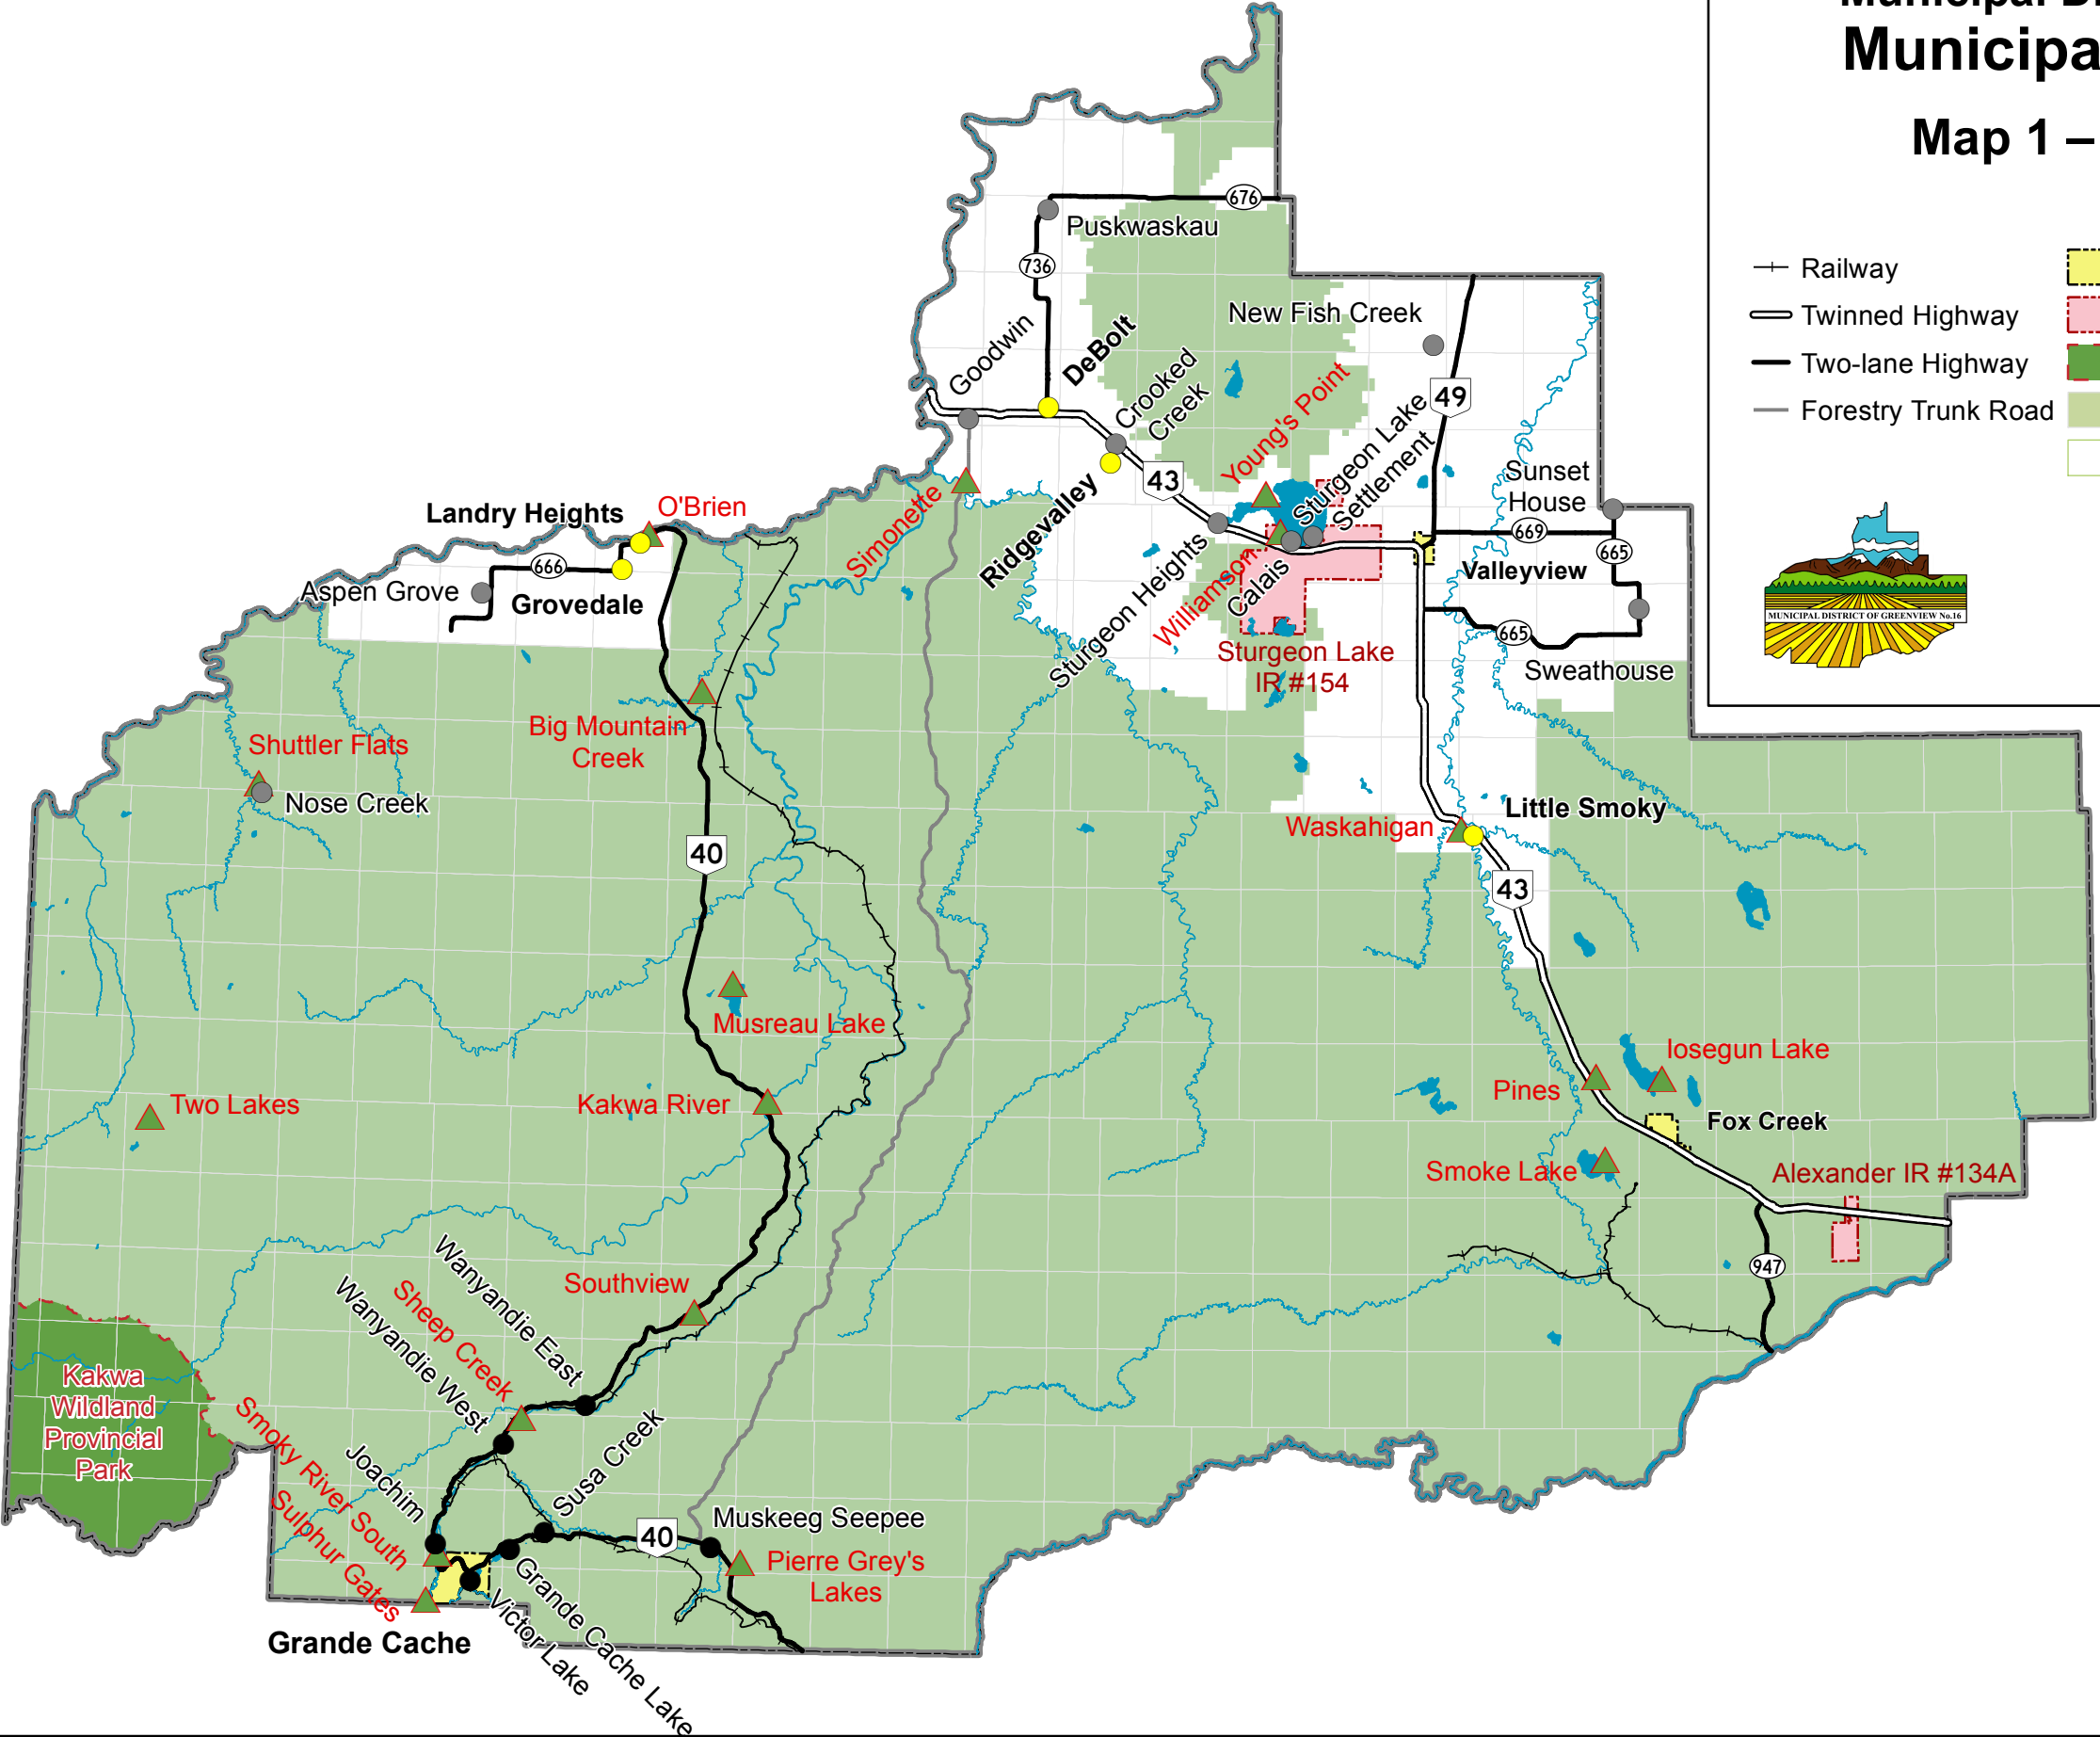 Municipa
Map 1 –
Railway
Twinned Highway
Two-lane Highway
Forestry Trunk Road
MUNICIPAL DISTRICT OF GREENVIEW No.16
676
Puskwaskau
736
New Fish Creek
Goodwin
DeBolt
Crooked
Creek
49
Young's Point
Sturgeon Lake
Settlement
43
Sunset
House
Simonette
Ridgevalley
Landry Heights
O'Brien
669
665
666
Valleyview
Aspen Grove
Grovedale
Sturgeon Heights
Williamson
Calais
665
Sturgeon Lake
IR #154
Sweathouse
Big Mountain
Creek
Shuttler Flats
Nose Creek
Little Smoky
Waskahigan
40
43
Musreau Lake
Iosegun Lake
Pines
Two Lakes
Kakwa River
Fox Creek
Smoke Lake
Alexander IR #134A
947
Southview
Wanyandie East
Sheep Creek
Wanyandie West
Kakwa
Wildland
Provincial
Park
Smoky River South
Joachim
Susa Creek
Sulphur Gates
40
Muskeeg Seepee
Pierre Grey's
Lakes
Grande Cache
Victor Lake
Grande Cache Lake